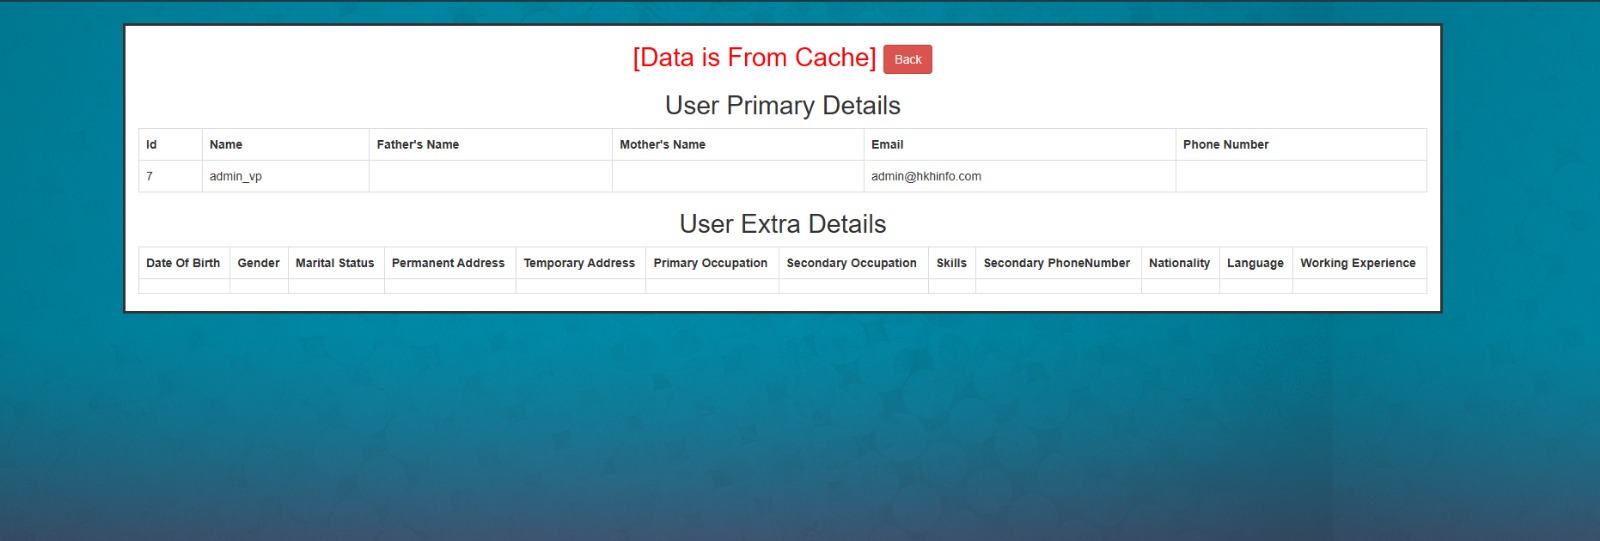 [Data is From Cache] Back
User Primary Details
Id Name Father's Name Mother's Name Email Phone Number
7 admin_vp admin@hkhinfo.com
User Extra Details
Date Of Birth Gender Marital Status Permanent Address Temporary Address Primary Occupation Secondary Occupation Skills Secondary PhoneNumber Nationality Language Working Experience